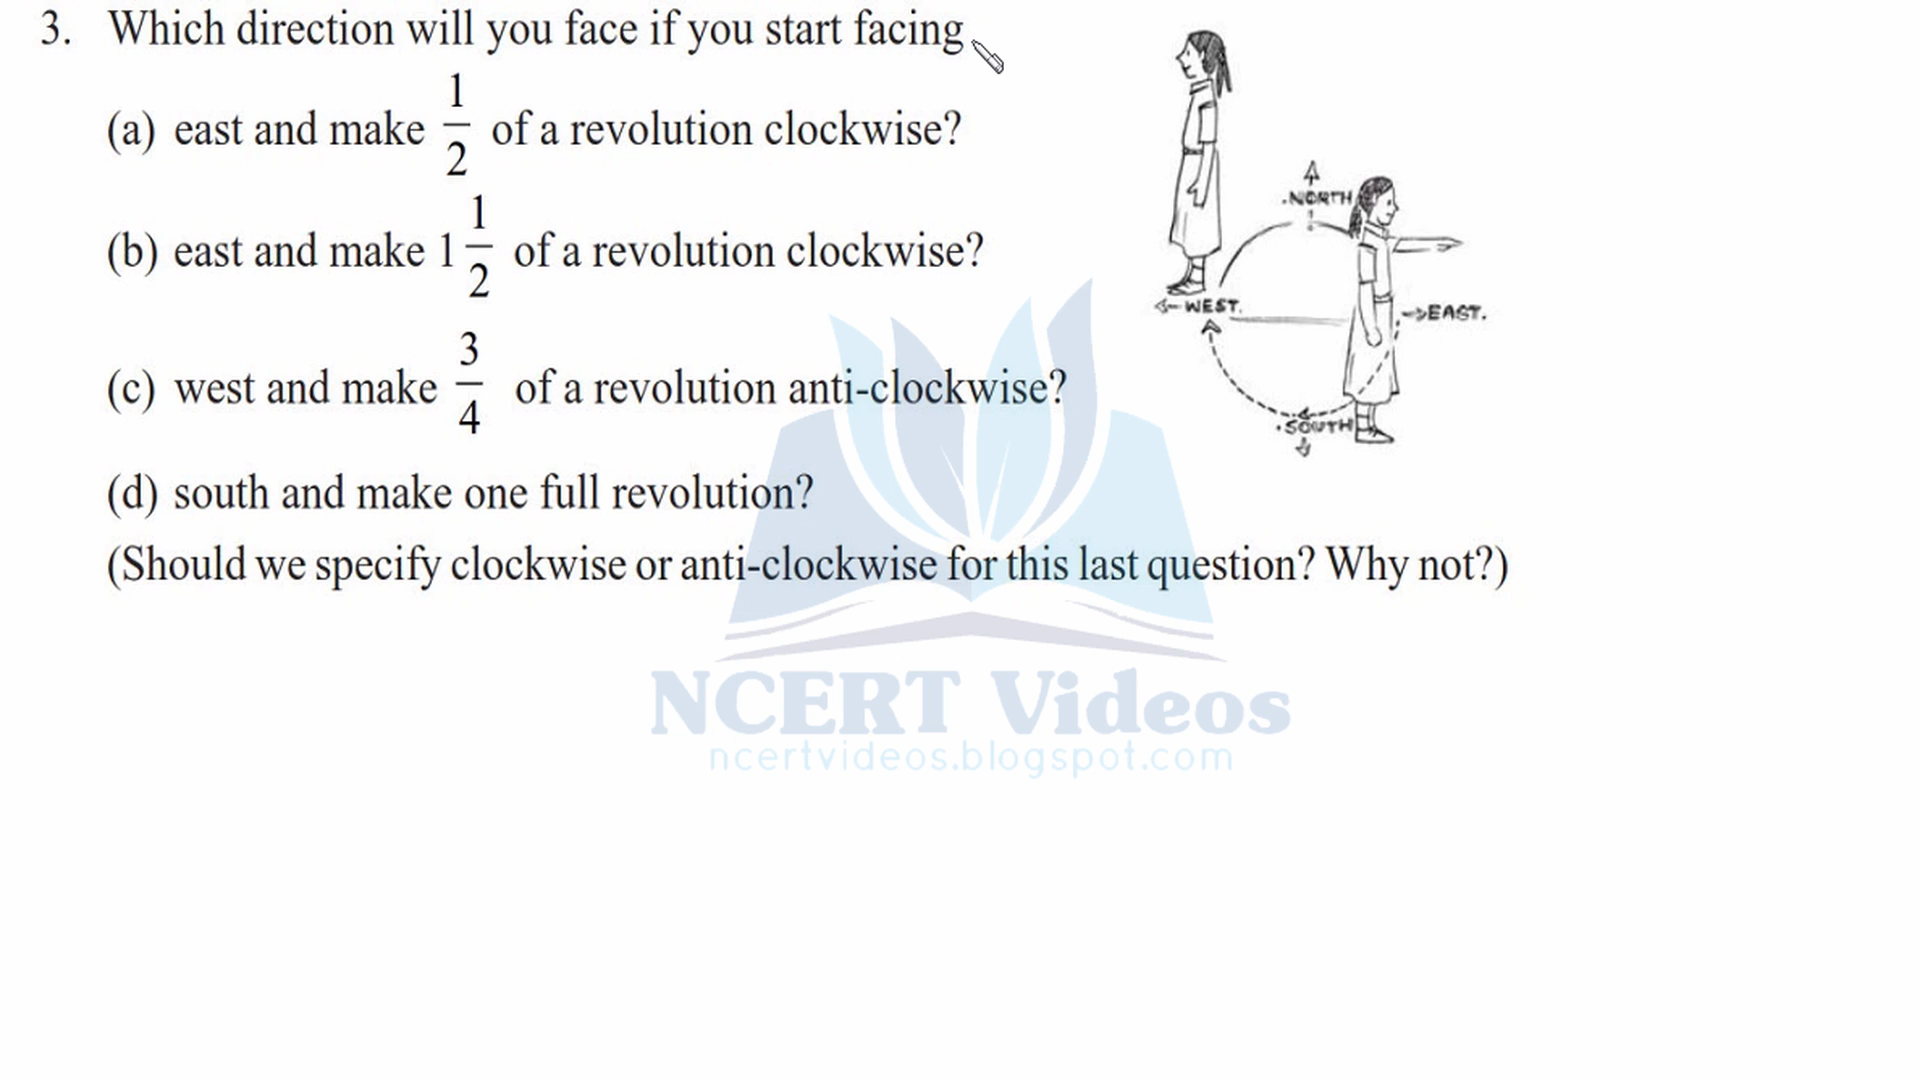 3. Which direction will you face if you start facing
(a) east and make 1/2 of a revolution clockwise?
(b) east and make 1 1/2 of a revolution clockwise?
(c) west and make 3/4 of a revolution anti-clockwise?
(d) south and make one full revolution?
(Should we specify clockwise or anti-clockwise for this last question? Why not?)
NORTH
WEST.
EAST.
SOUTH
NCERT Videos
ncertvideos.blogspot.com